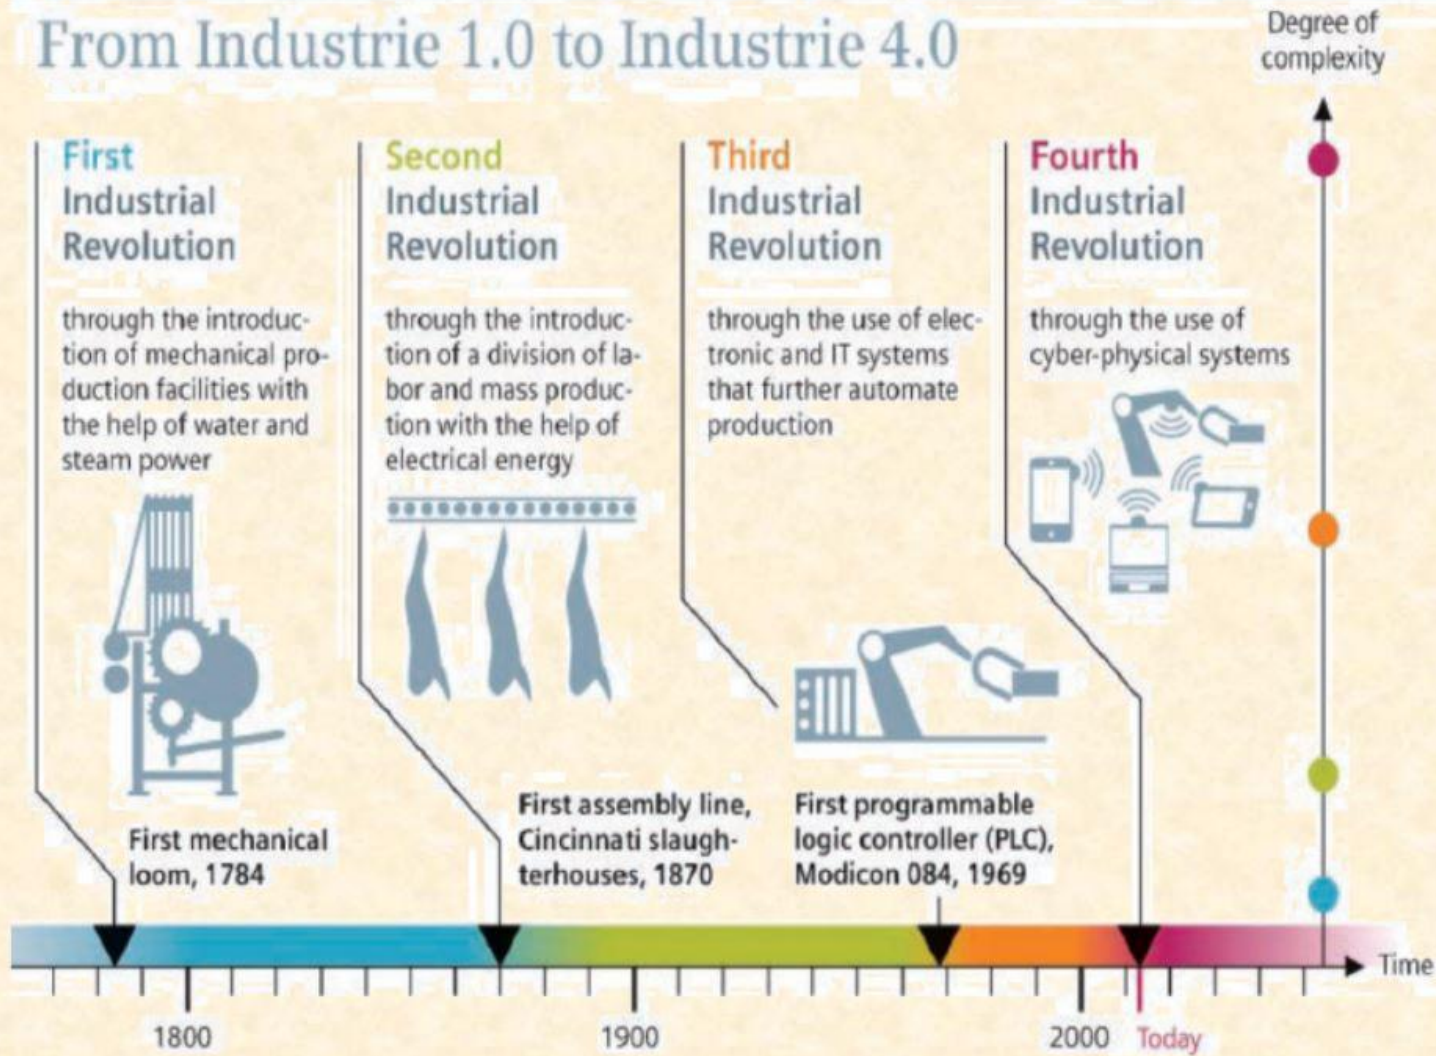 From Industrie 1.0 to Industrie 4.0
Degree of
complexity
First
Industrial
Revolution
through the introduc-
tion of mechanical pro-
duction facilities with
the help of water and
steam power
First mechanical
loom, 1784
Second
Industrial
Revolution
through the introduc-
tion of a division of la-
bor and mass produc-
tion with the help of
electrical energy
First assembly line,
Cincinnati slaugh-
terhouses, 1870
Third
Industrial
Revolution
through the use of elec-
tronic and IT systems
that further automate
production
First programmable
logic controller (PLC),
Modicon 084, 1969
Fourth
Industrial
Revolution
through the use of
cyber-physical systems
Time
1800
1900
2000
Today